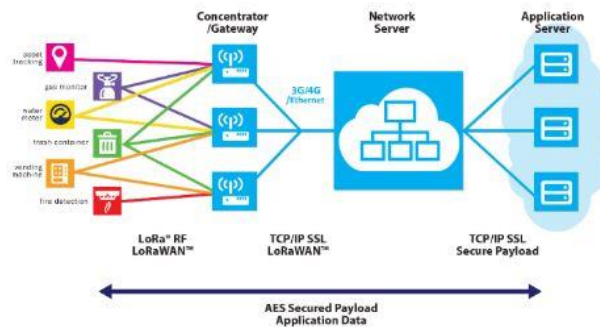 Concentrator
/Gateway
Network
Server
Application
Server
asset
tracking
gas monitor
water
meter
trash container
vending
machine
fire detection
3G/4G
/Ethernet
LoRa® RF
LoRaWAN™
TCP/IP SSL
LoRaWAN™
TCP/IP SSL
Secure Payload
AES Secured Payload
Application Data